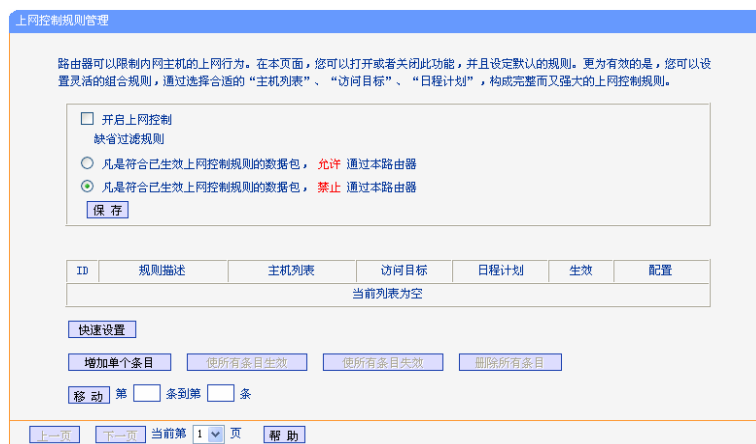 上网控制规则管理
路由器可以限制内网主机的上网行为。在本页面，您可以打开或者关闭此功能，并且设定默认的规则。更为有效的是，您可以设
置灵活的组合规则，通过选择合适的“主机列表”、“访问目标”、“日程计划”，构成完整而又强大的上网控制规则。
开启上网控制
缺省过滤规则
凡是符合已生效上网控制规则的数据包， 允许 通过本路由器
凡是符合已生效上网控制规则的数据包， 禁止 通过本路由器
保 存
ID 规则描述 主机列表 访问目标 日程计划 生效 配置
当前列表为空
快速设置
增加单个条目 使所有条目生效 使所有条目失效 删除所有条目
移 动 第 条到第 条
上一页 下一页 当前第 1 页 帮 助